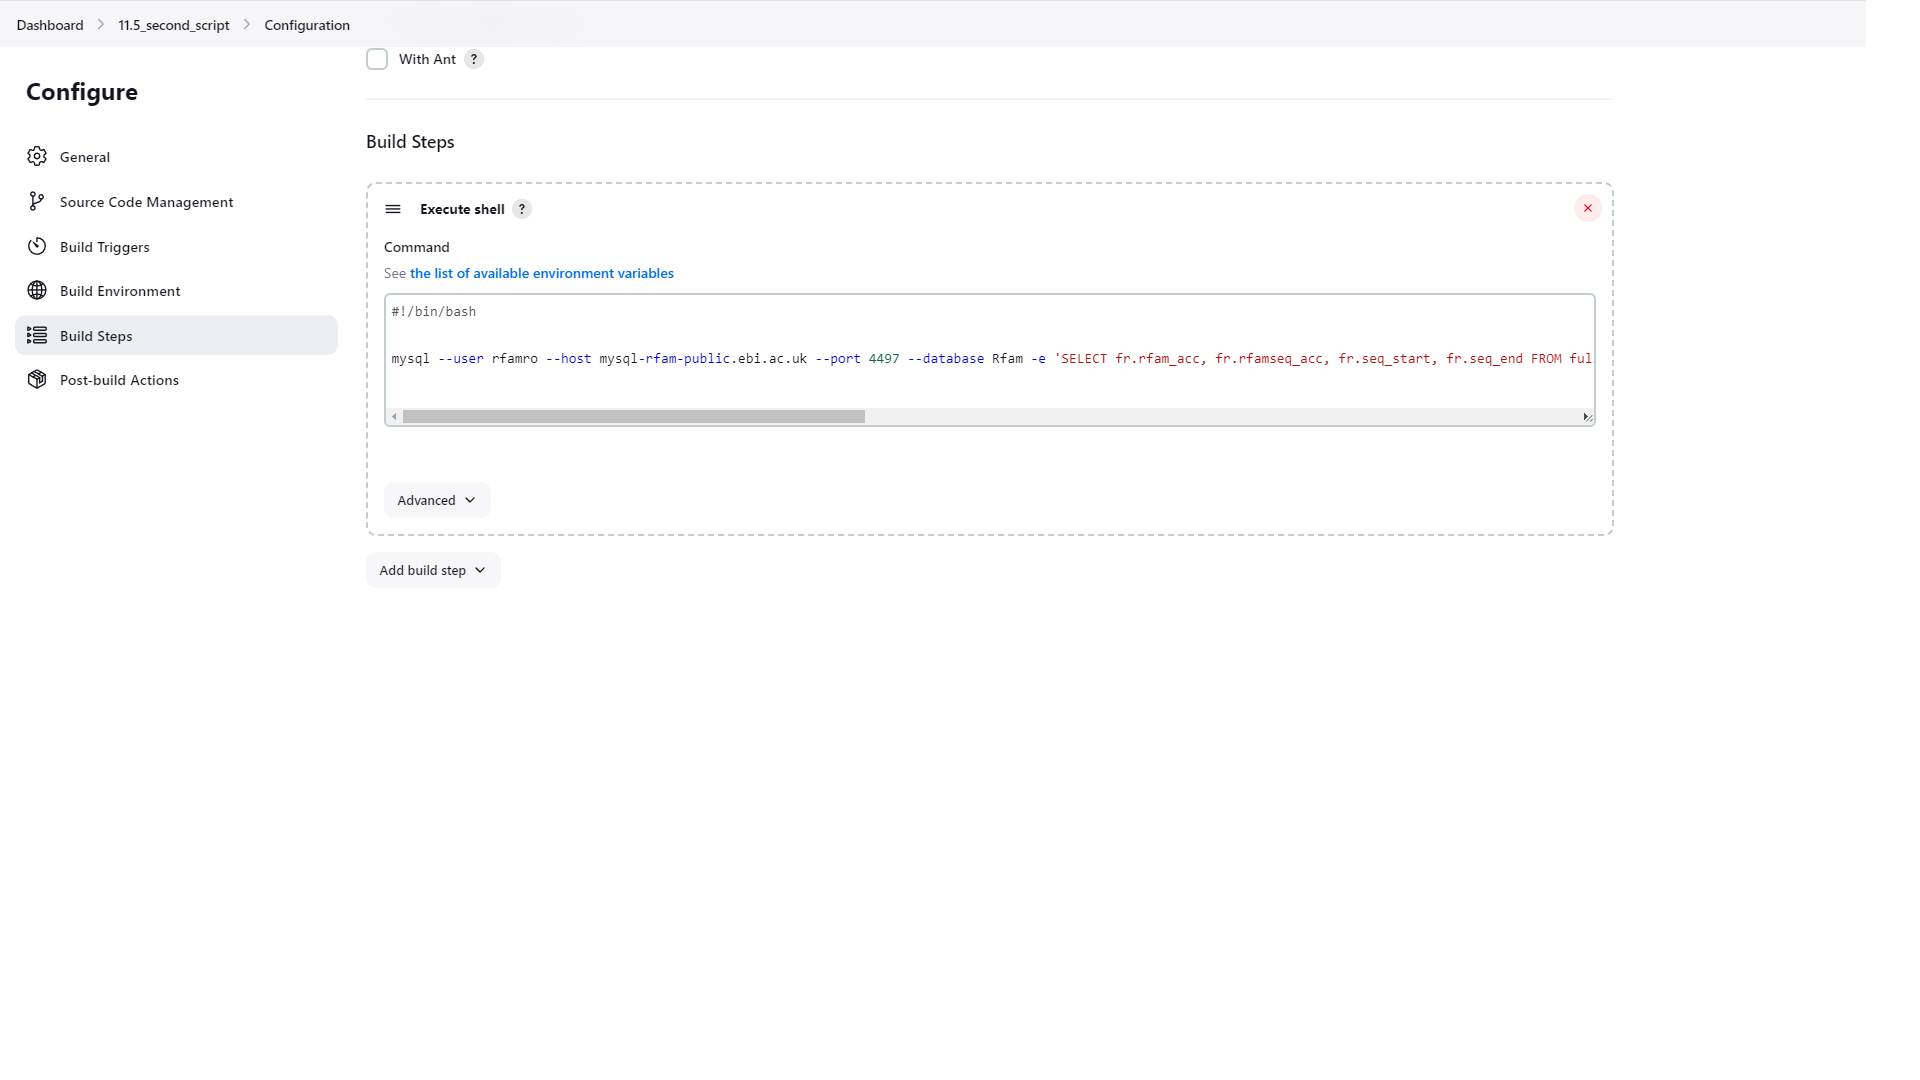 Dashboard > 11.5_second_script > Configuration
With Ant ?
Configure
General
Source Code Management
Build Triggers
Build Environment
Build Steps
Post-build Actions
Build Steps
Execute shell ?
Command
See the list of available environment variables
#!/bin/bash
mysql --user rfamro --host mysql-rfam-public.ebi.ac.uk --port 4497 --database Rfam -e 'SELECT fr.rfam_acc, fr.rfamseq_acc, fr.seq_start, fr.seq_end FROM ful
Advanced
Add build step